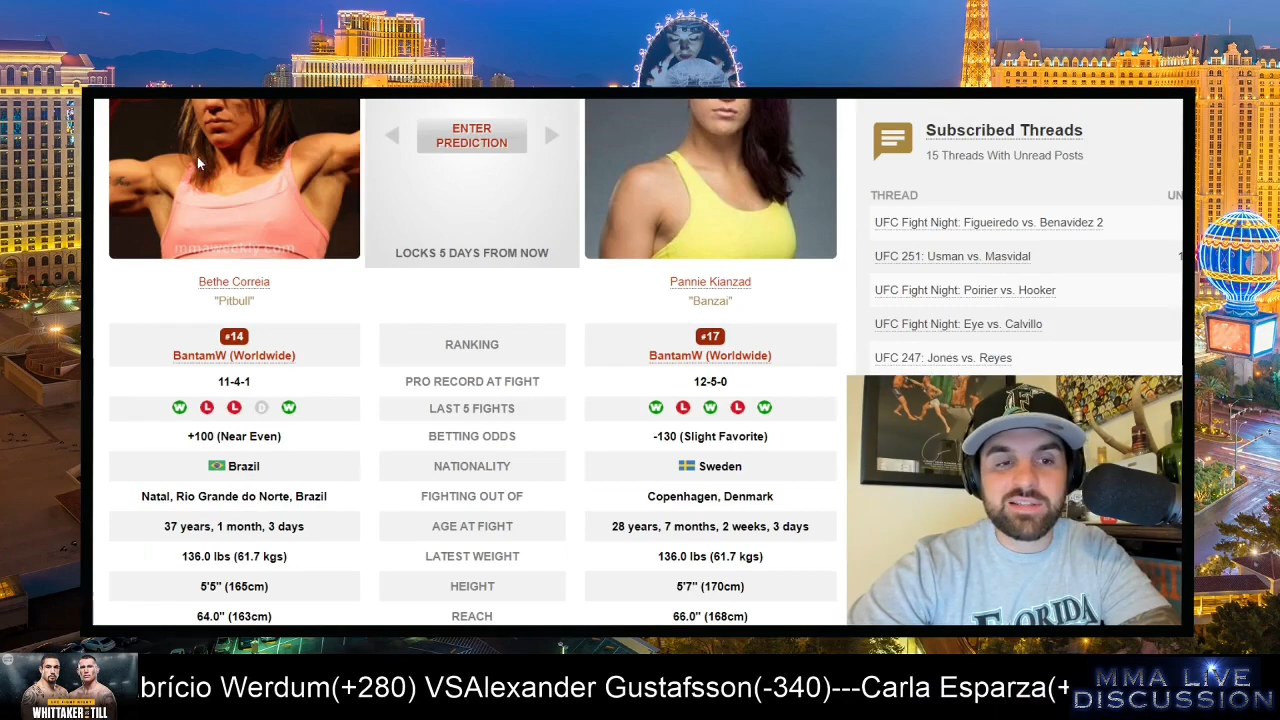 ENTER
PREDICTION
LOCKS 5 DAYS FROM NOW
mmaweekly.com
Bethe Correia
"Pitbull"
Pannie Kianzad
"Banzai"
#14
BantamW (Worldwide)
RANKING
#17
BantamW (Worldwide)
11-4-1
PRO RECORD AT FIGHT
12-5-0
W L L D W
LAST 5 FIGHTS
W L W L W
+100 (Near Even)
BETTING ODDS
-130 (Slight Favorite)
Brazil
NATIONALITY
Sweden
Natal, Rio Grande do Norte, Brazil
FIGHTING OUT OF
Copenhagen, Denmark
37 years, 1 month, 3 days
AGE AT FIGHT
28 years, 7 months, 2 weeks, 3 days
136.0 lbs (61.7 kgs)
LATEST WEIGHT
136.0 lbs (61.7 kgs)
5'5" (165cm)
HEIGHT
5'7" (170cm)
64.0" (163cm)
REACH
66.0" (168cm)
Subscribed Threads
15 Threads With Unread Posts
THREAD
UN
UFC Fight Night: Figueiredo vs. Benavidez 2
UFC 251: Usman vs. Masvidal
1
UFC Fight Night: Poirier vs. Hooker
UFC Fight Night: Eye vs. Calvillo
UFC 247: Jones vs. Reyes
FLORIDA
WHITTAKER TILL
brício Werdum(+280) VSAlexander Gustafsson(-340)---Carla Esparza(+
MMA LIVE
DISCUSSION